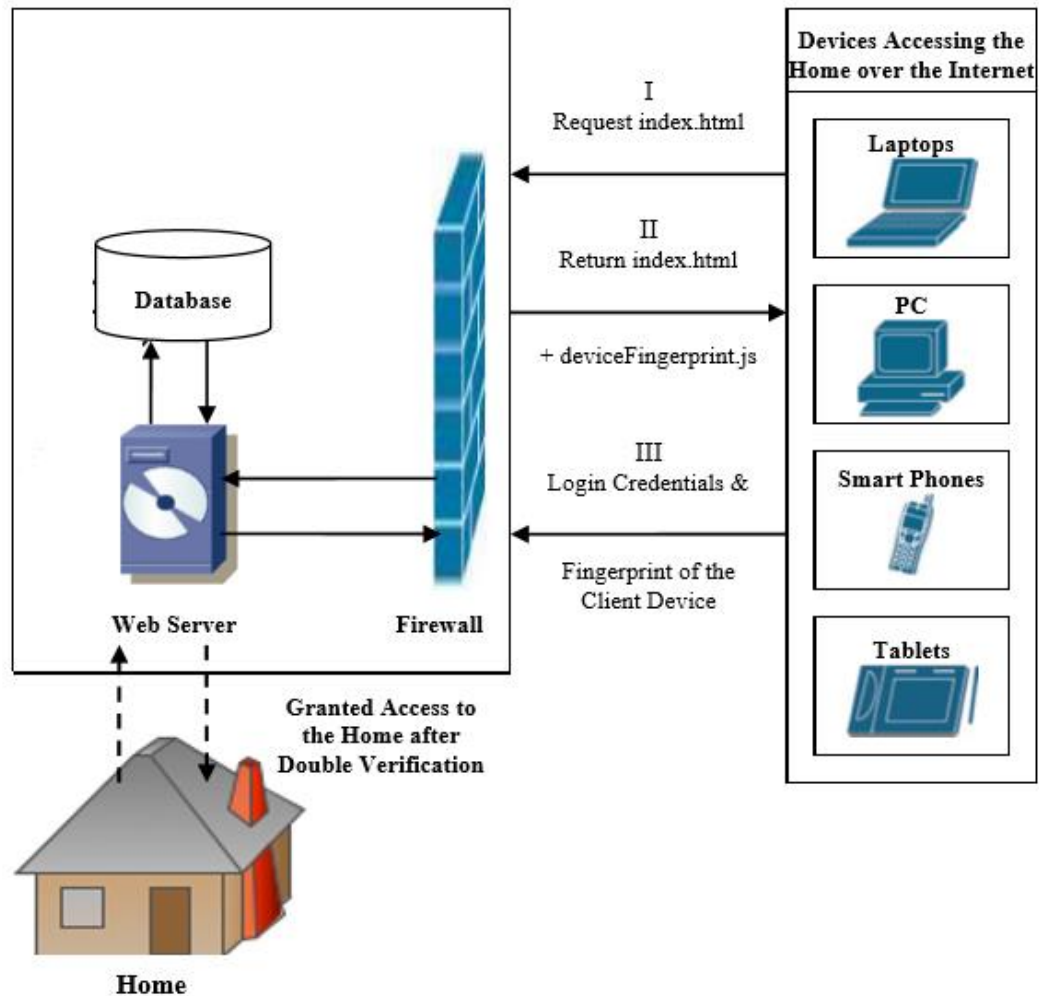 Devices Accessing the
Home over the Internet
I
Request index.html
Laptops
II
Return index.html
Database
PC
+ deviceFingerprint.js
III
Login Credentials &
Smart Phones
Fingerprint of the
Client Device
Web Server
Firewall
Tablets
Granted Access to
the Home after
Double Verification
Home